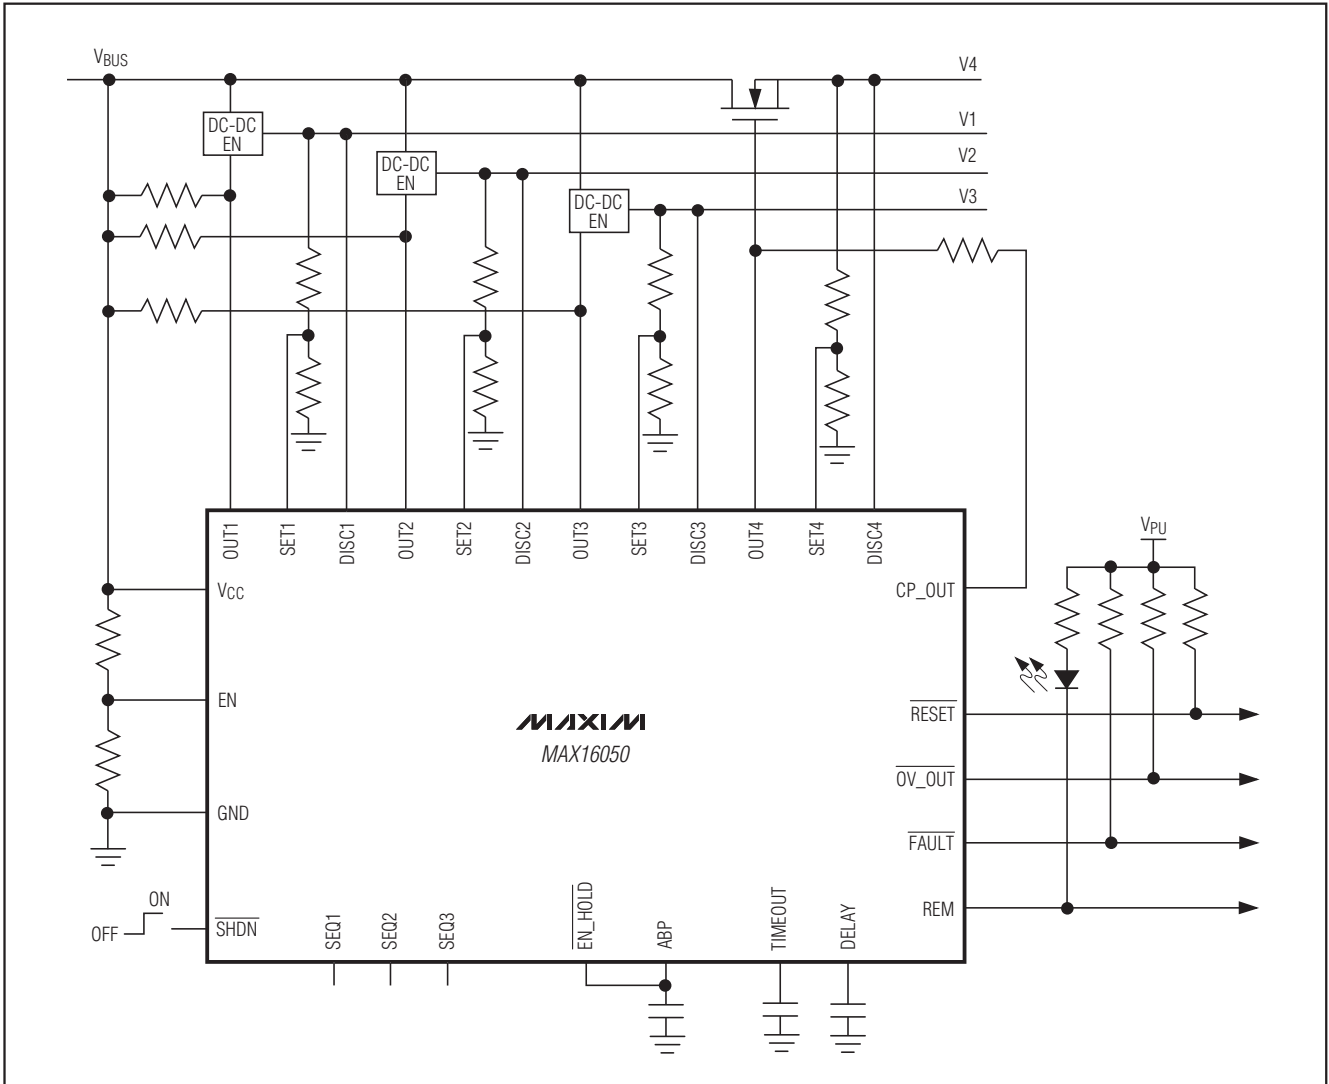 VBUS
V4
DC-DC
EN
V1
DC-DC
EN
V2
DC-DC
EN
V3
OUT1
SET1
DISC1
OUT2
SET2
DISC2
OUT3
SET3
DISC3
OUT4
SET4
DISC4
VPU
VCC
CP_OUT
EN
RESET
MAXIM
MAX16050
OV_OUT
GND
FAULT
REM
ON
OFF
SHDN
SEQ1
SEQ2
SEQ3
EN_HOLD
ABP
TIMEOUT
DELAY